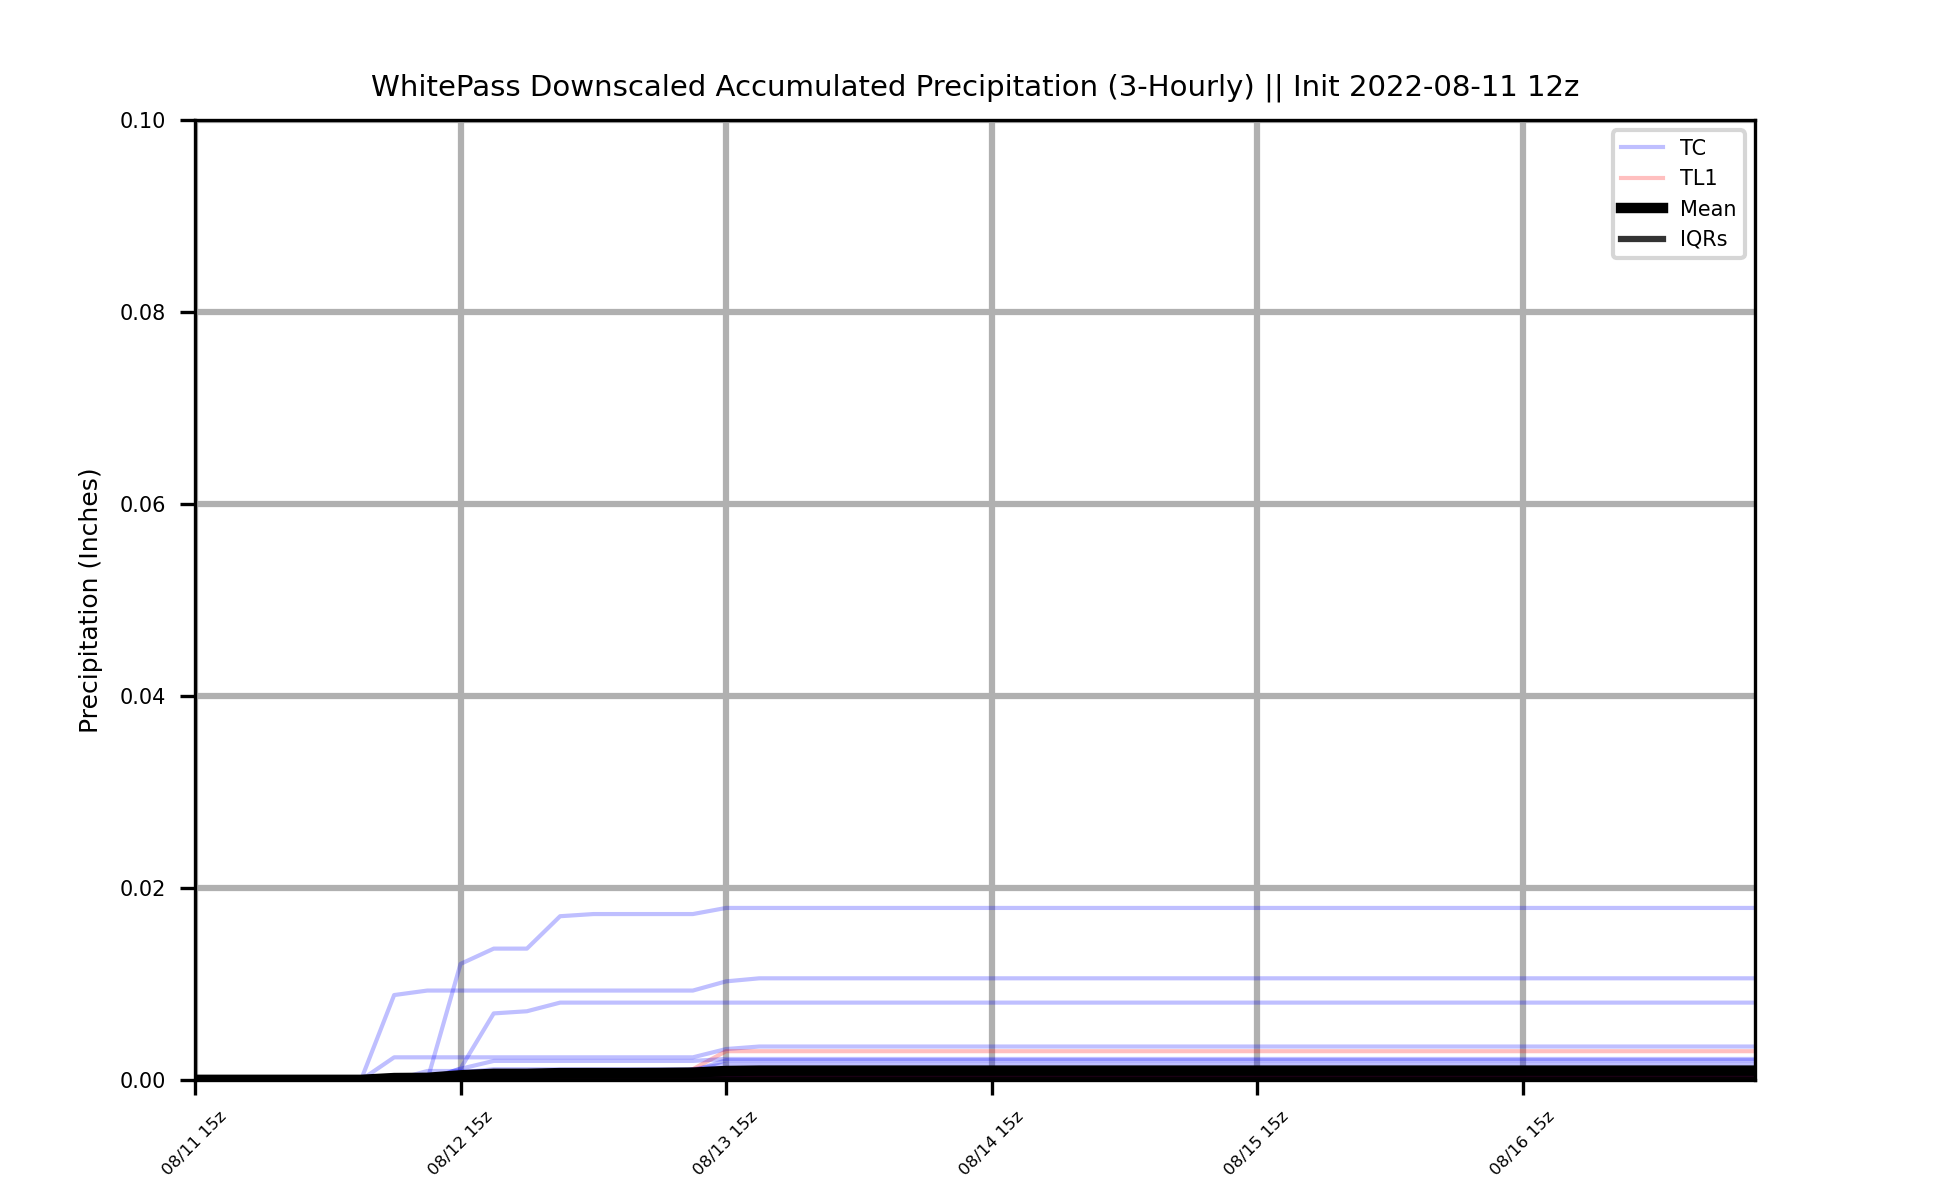 WhitePass Downscaled Accumulated Precipitation (3-Hourly) || Init 2022-08-11 12z
0.10
TC
TL1
Mean
IQRs
0.08
0.06
Precipitation (Inches)
0.04
0.02
0.00
08/11 15z
08/12 15z
08/13 15z
08/14 15z
08/15 15z
08/16 15z